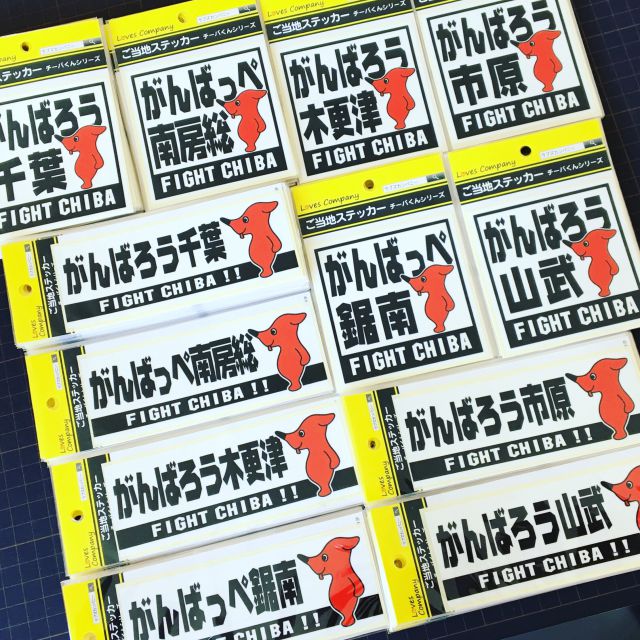 ご当地ステッカー チーバくんシリーズ
がんばろう
千葉
FIGHT CHIBA
Loves Company
ご当地ステッカー チーバくんシリーズ
がんばっぺ
南房総
FIGHT CHIBA
Loves Company
ご当地ステッカー チーバくんシリーズ
がんばろう
木更津
FIGHT CHIBA
がんばろう
市原
FIGHT CHIBA
Loves Company
ご当地ステッカー チーバくんシリーズ
がんばっぺ
鋸南
FIGHT CHIBA
Loves Company
ご当地ステッカー チーバくんシリーズ
がんばろう
山武
FIGHT CHIBA
Loves Company
ご当地ステッカー
がんばろう千葉
FIGHT CHIBA !!
Loves Company
ご当地ステッカー
がんばっぺ南房総
FIGHT CHIBA !!
Loves Company
ご当地ステッカー
がんばろう木更津
FIGHT CHIBA !!
Loves Company
ご当地ステッカー
がんばっぺ鋸南
FIGHT CHIBA !!
ご当地ステッカー
がんばろう市原
FIGHT CHIBA !!
ご当地ステッカー
がんばろう山武
FIGHT CHIBA !!